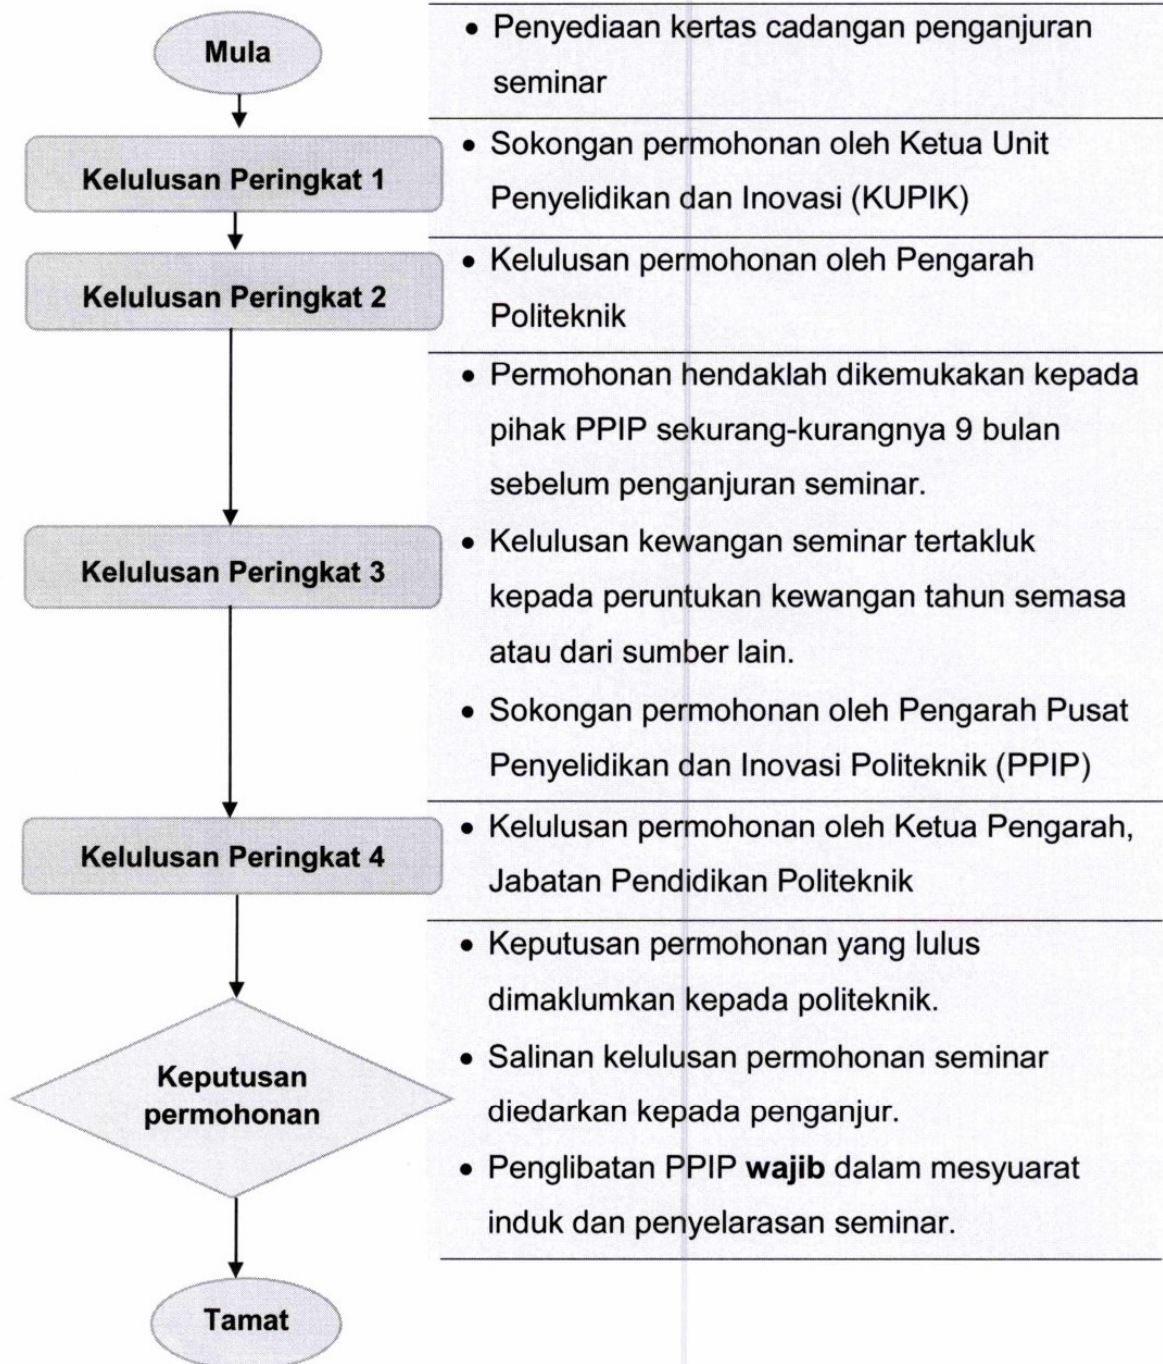 Mula
• Penyediaan kertas cadangan penganjuran
seminar
Kelulusan Peringkat 1
• Sokongan permohonan oleh Ketua Unit
Penyelidikan dan Inovasi (KUPIK)
Kelulusan Peringkat 2
• Kelulusan permohonan oleh Pengarah
Politeknik
Kelulusan Peringkat 3
• Permohonan hendaklah dikemukakan kepada
pihak PPIP sekurang-kurangnya 9 bulan
sebelum penganjuran seminar.
• Kelulusan kewangan seminar tertakluk
kepada peruntukan kewangan tahun semasa
atau dari sumber lain.
• Sokongan permohonan oleh Pengarah Pusat
Penyelidikan dan Inovasi Politeknik (PPIP)
Kelulusan Peringkat 4
• Kelulusan permohonan oleh Ketua Pengarah,
Jabatan Pendidikan Politeknik
Keputusan
permohonan
• Keputusan permohonan yang lulus
dimaklumkan kepada politeknik.
• Salinan kelulusan permohonan seminar
diedarkan kepada penganjur.
• Penglibatan PPIP wajib dalam mesyuarat
induk dan penyelarasan seminar.
Tamat